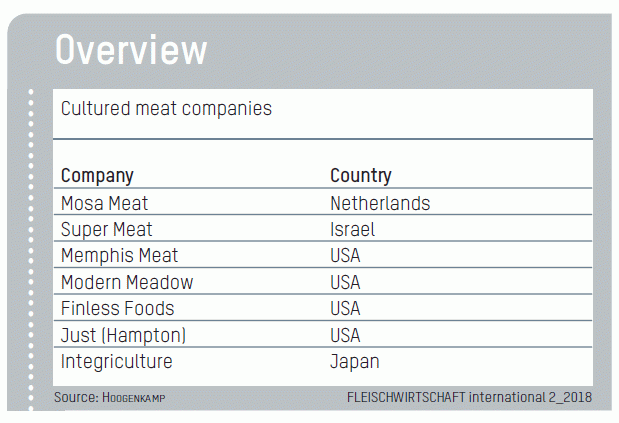 Overview
Cultured meat companies
Company Country
Mosa Meat Netherlands
Super Meat Israel
Memphis Meat USA
Modern Meadow USA
Finless Foods USA
Just (Hampton) USA
Integriculture Japan
Source: HOOGENKAMP FLEISCHWIRTSCHAFT international 2_2018